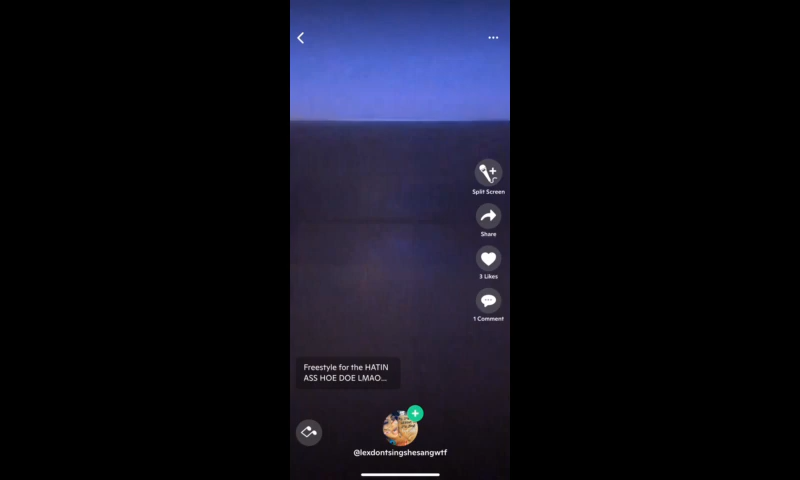 Split Screen
Share
3 Likes
1 Comment
Freestyle for the HATIN
ASS HOE DOE LMAO...
@lexdontsingshesangwtf